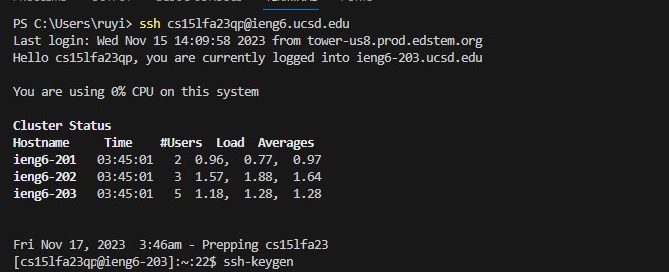 PS C:\Users\ruyi> ssh cs15lfa23qp@ieng6.ucsd.edu
Last login: Wed Nov 15 14:09:58 2023 from tower-us8.prod.edstem.org
Hello cs15lfa23qp, you are currently logged into ieng6-203.ucsd.edu
You are using 0% CPU on this system
Cluster Status
Hostname     Time    #Users  Load  Averages
ieng6-201   03:45:01   2  0.96,  0.77,  0.97
ieng6-202   03:45:01   3  1.57,  1.88,  1.64
ieng6-203   03:45:01   5  1.18,  1.28,  1.28
Fri Nov 17, 2023  3:46am - Prepping cs15lfa23
[cs15lfa23qp@ieng6-203]:~:22$ ssh-keygen